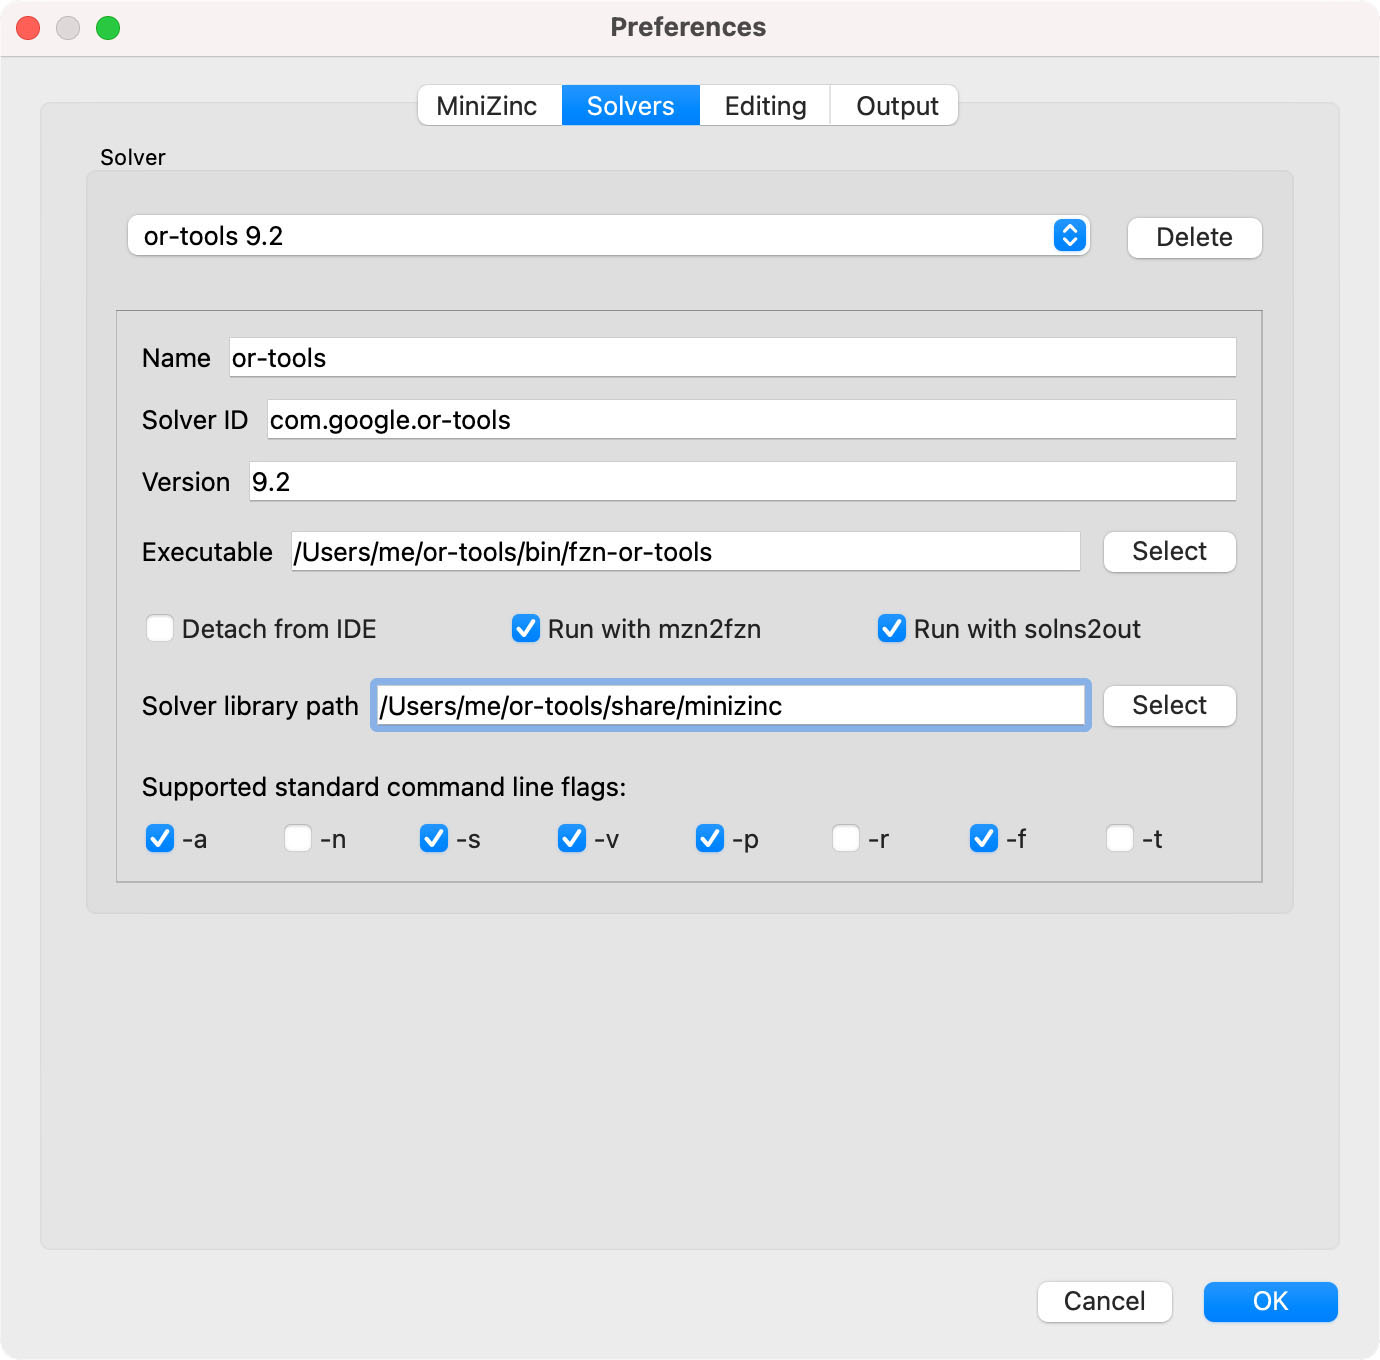 Preferences
MiniZinc Solvers Editing Output
Solver
or-tools 9.2 Delete
Name or-tools
Solver ID com.google.or-tools
Version 9.2
Executable /Users/me/or-tools/bin/fzn-or-tools Select
Detach from IDE Run with mzn2fzn Run with solns2out
Solver library path /Users/me/or-tools/share/minizinc Select
Supported standard command line flags:
-a -n -s -v -p -r -f -t
Cancel OK